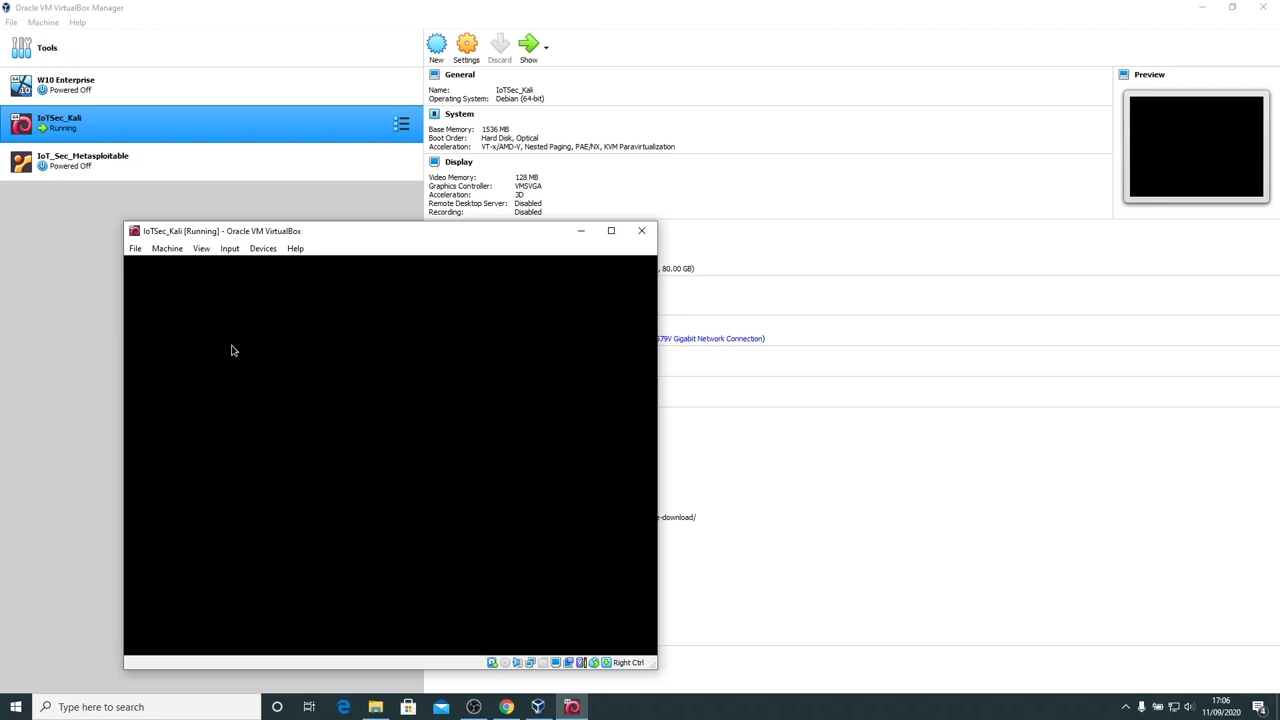 Oracle VM VirtualBox Manager
File Machine Help
Tools
New Settings Discard Show
W10 Enterprise
Powered Off
IoTSec_Kali
Running
IoT_Sec_Metasploitable
Powered Off
General
Name: IoTSec_Kali
Operating System: Debian (64-bit)
System
Base Memory: 1536 MB
Boot Order: Hard Disk, Optical
Acceleration: VT-x/AMD-V, Nested Paging, PAE/NX, KVM Paravirtualization
Display
Video Memory: 128 MB
Graphics Controller: VMSVGA
Acceleration: 3D
Remote Desktop Server: Disabled
Recording: Disabled
Preview
IoTSec_Kali [Running] - Oracle VM VirtualBox
File Machine View Input Devices Help
, 80.00 GB)
579V Gigabit Network Connection)
e-download/
Right Ctrl
Type here to search
17:06
11/09/2020
4